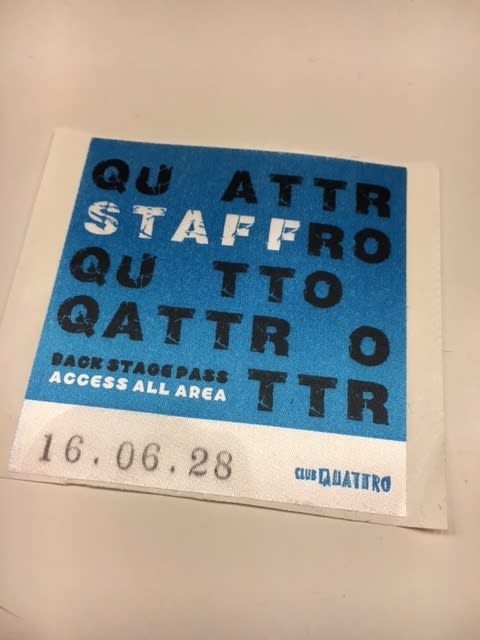 QU ATTR
STAFFRO
QU TTO
QATTR O
BACK STAGE PASS
ACCESS ALL AREA
TTR
16.06.28
CLUB QUATTRO